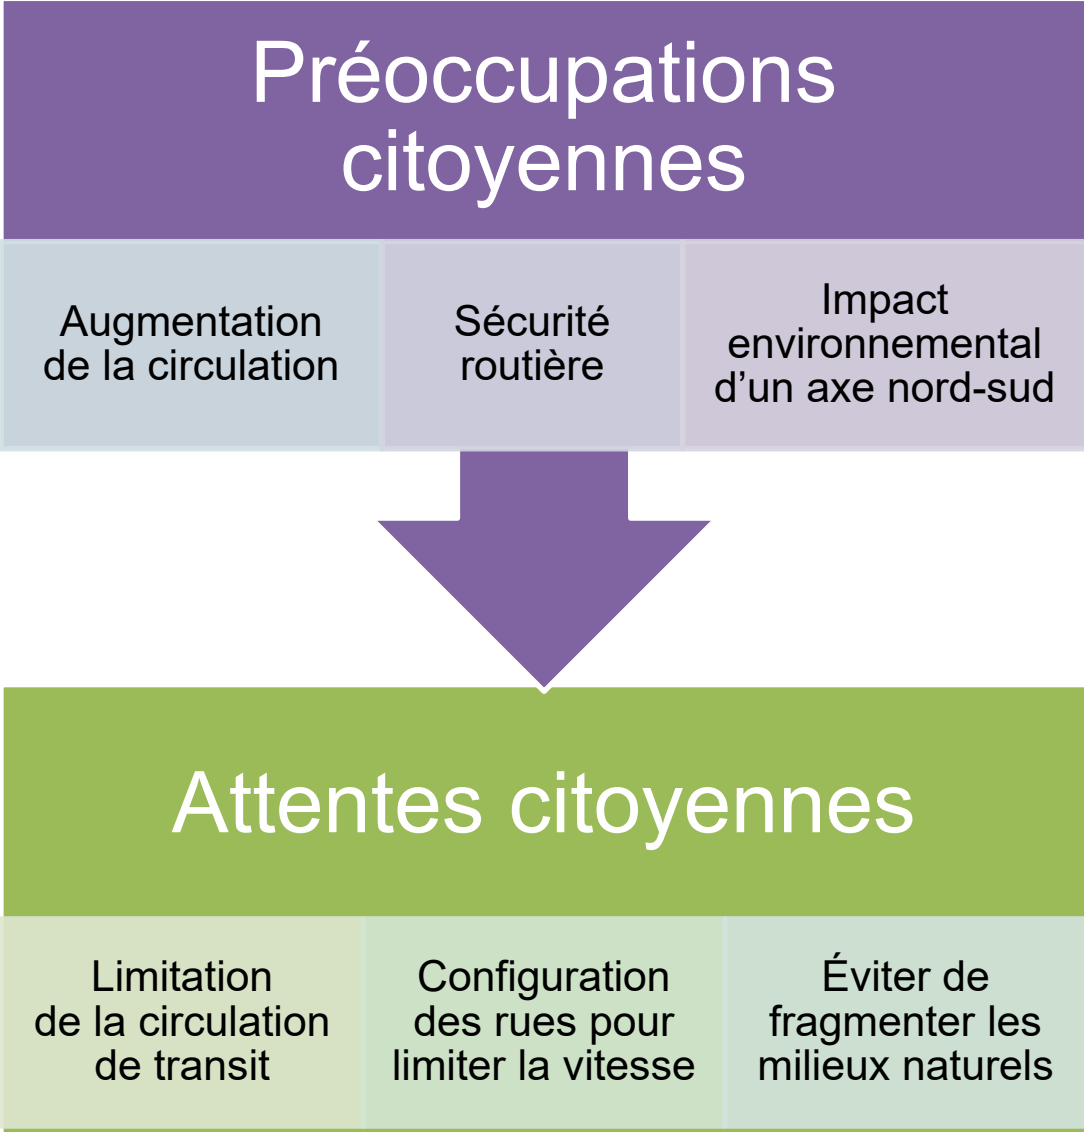 Préoccupations
citoyennes
Augmentation
de la circulation
Sécurité
routière
Impact
environnemental
d’un axe nord-sud
Attentes citoyennes
Limitation
de la circulation
de transit
Configuration
des rues pour
limiter la vitesse
Éviter de
fragmenter les
milieux naturels